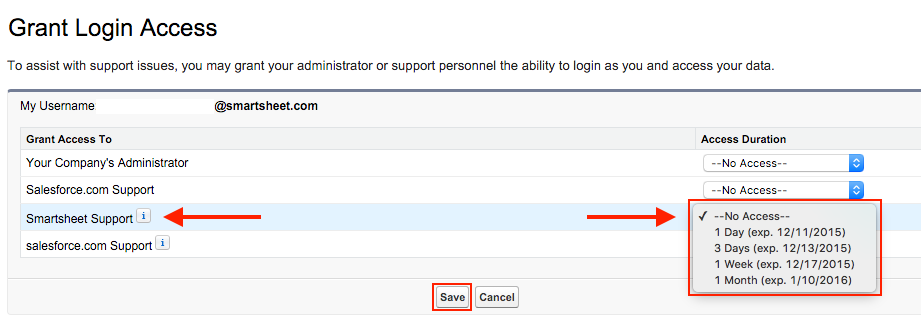 Grant Login Access
To assist with support issues, you may grant your administrator or support personnel the ability to login as you and access your data.
My Username @smartsheet.com
Grant Access To Access Duration
Your Company's Administrator --No Access--
Salesforce.com Support --No Access--
Smartsheet Support i ✓ --No Access--
1 Day (exp. 12/11/2015)
salesforce.com Support i 3 Days (exp. 12/13/2015)
1 Week (exp. 12/17/2015)
1 Month (exp. 1/10/2016)
Save Cancel